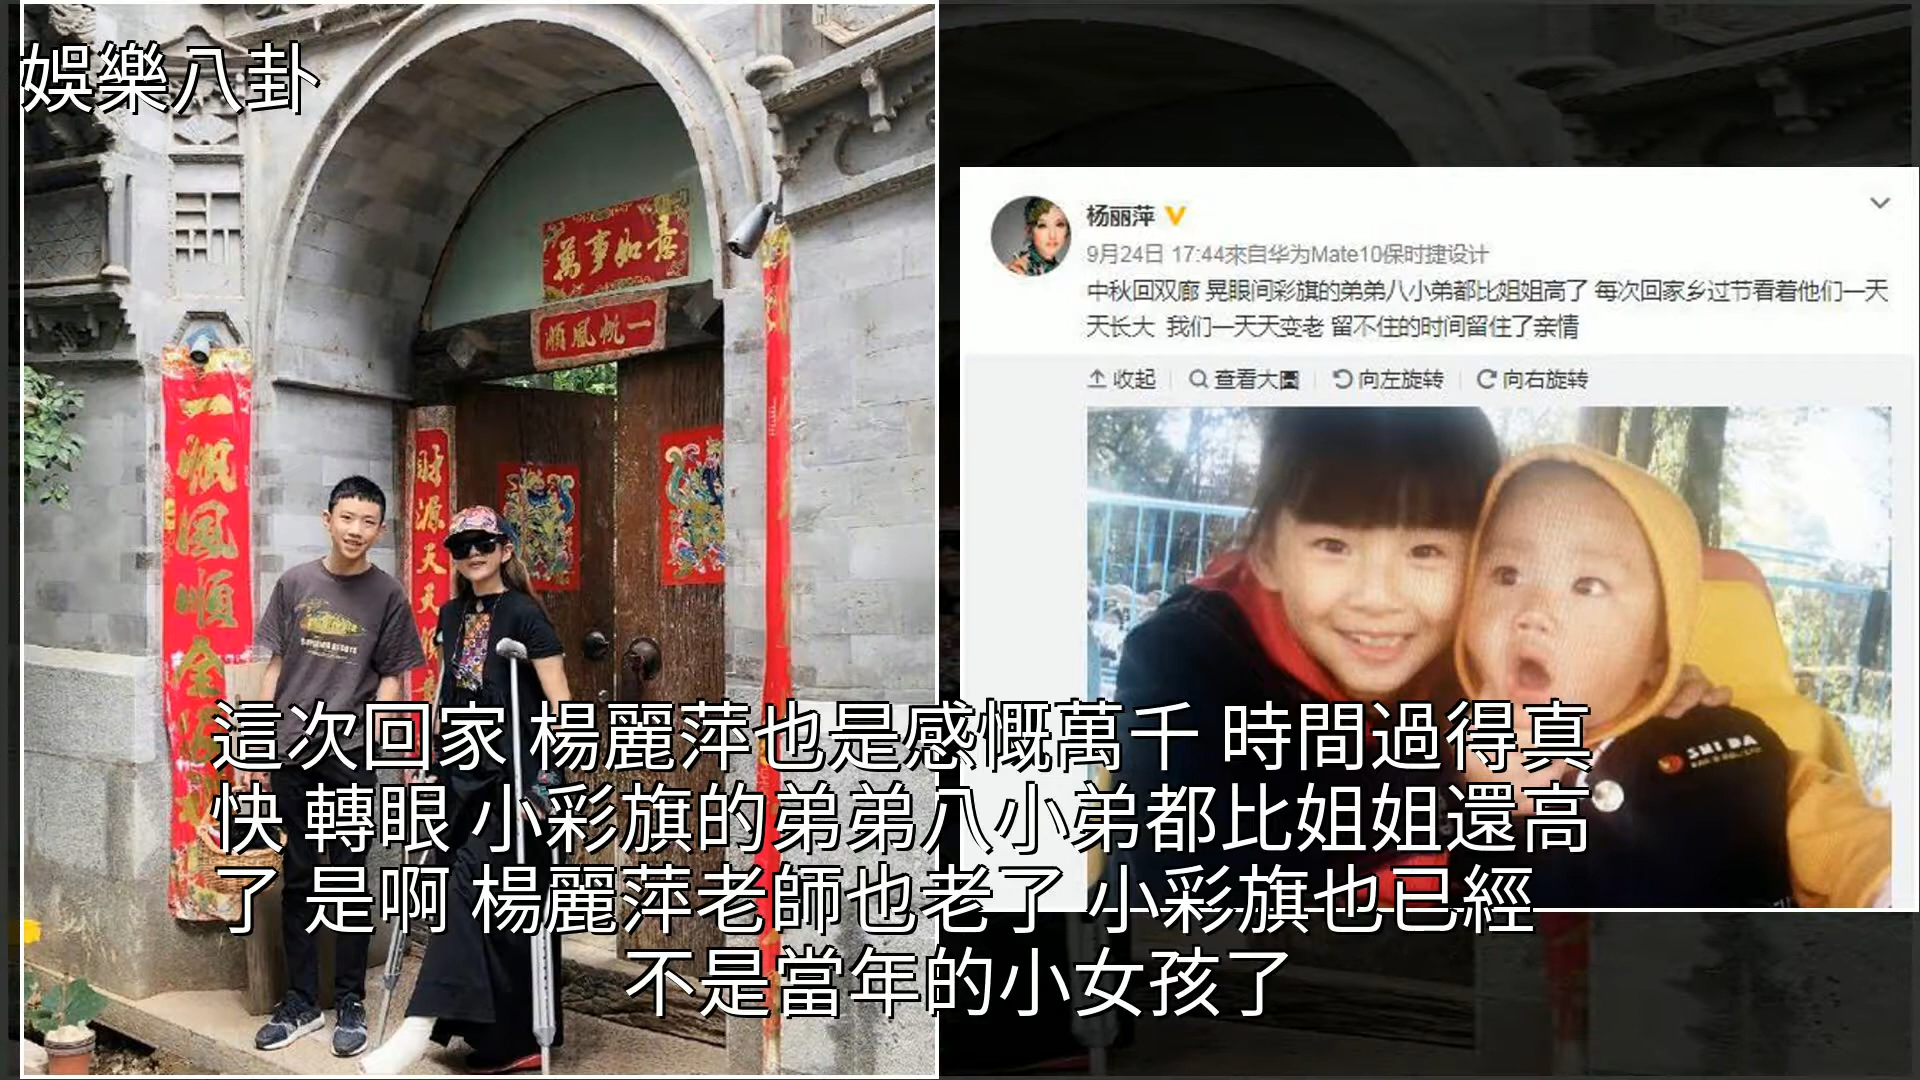 娛樂八卦
萬事如意
一帆風順
一帆風順全
財源天天
杨丽萍
9月24日 17:44來自华为Mate10保时捷设计
中秋回双廊 晃眼间彩旗的弟弟八小弟都比姐姐高了 每次回家乡过节看着他们一天
天长大 我们一天天变老 留不住的时间留住了亲情
收起 查看大圖 向左旋转 向右旋转
SMI DA
這次回家 楊麗萍也是感慨萬千 時間過得真
快 轉眼 小彩旗的弟弟八小弟都比姐姐還高
了 是啊 楊麗萍老師也老了 小彩旗也已經
不是當年的小女孩了